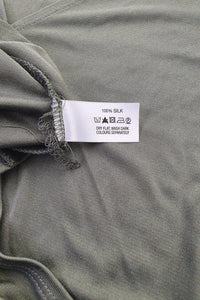 100% SILK
DRY FLAT, WASH DARK
COLOURS SEPARATELY